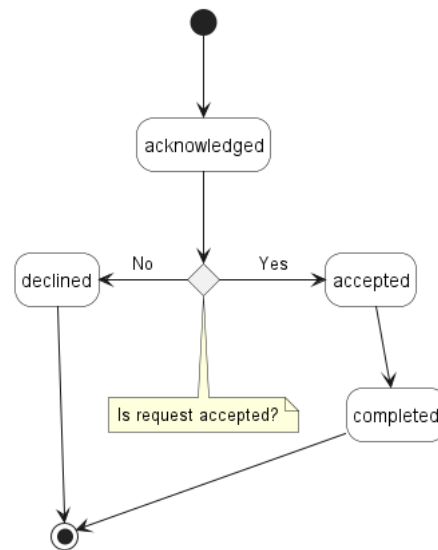 acknowledged
No
Yes
declined
accepted
Is request accepted?
completed